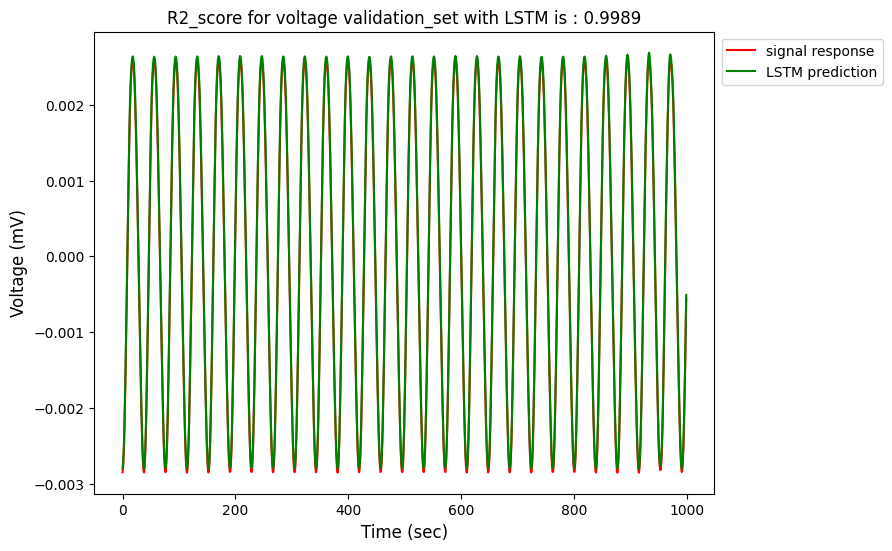 R2_score for voltage validation_set with LSTM is : 0.9989
signal response
LSTM prediction
Voltage (mV)
0.002
0.001
0.000
−0.001
−0.002
−0.003
0 200 400 600 800 1000
Time (sec)